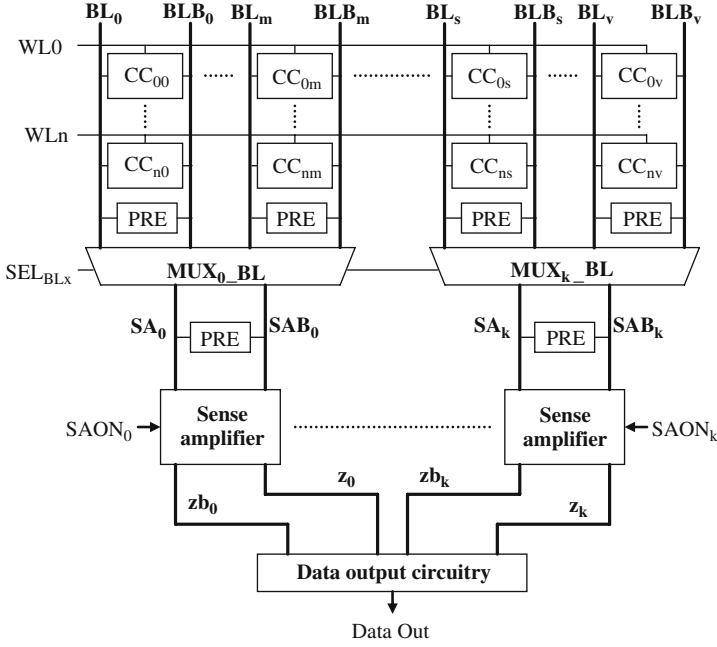 BL₀ BLB₀ BLₘ BLBₘ BLₛ BLBₛ BLᵥ BLBᵥ
WL0
CC₀₀ CC₀ₘ CC₀ₛ CC₀ᵥ
WLn
CCₙ₀ CCₙₘ CCₙₛ CCₙᵥ
PRE PRE PRE PRE
SEL_BLx MUX₀_BL MUXₖ_BL
SA₀ SAB₀ SAₖ SABₖ
PRE PRE
SAON₀ Sense amplifier Sense amplifier SAONₖ
z₀ zbₖ
zb₀ zₖ
Data output circuitry
Data Out